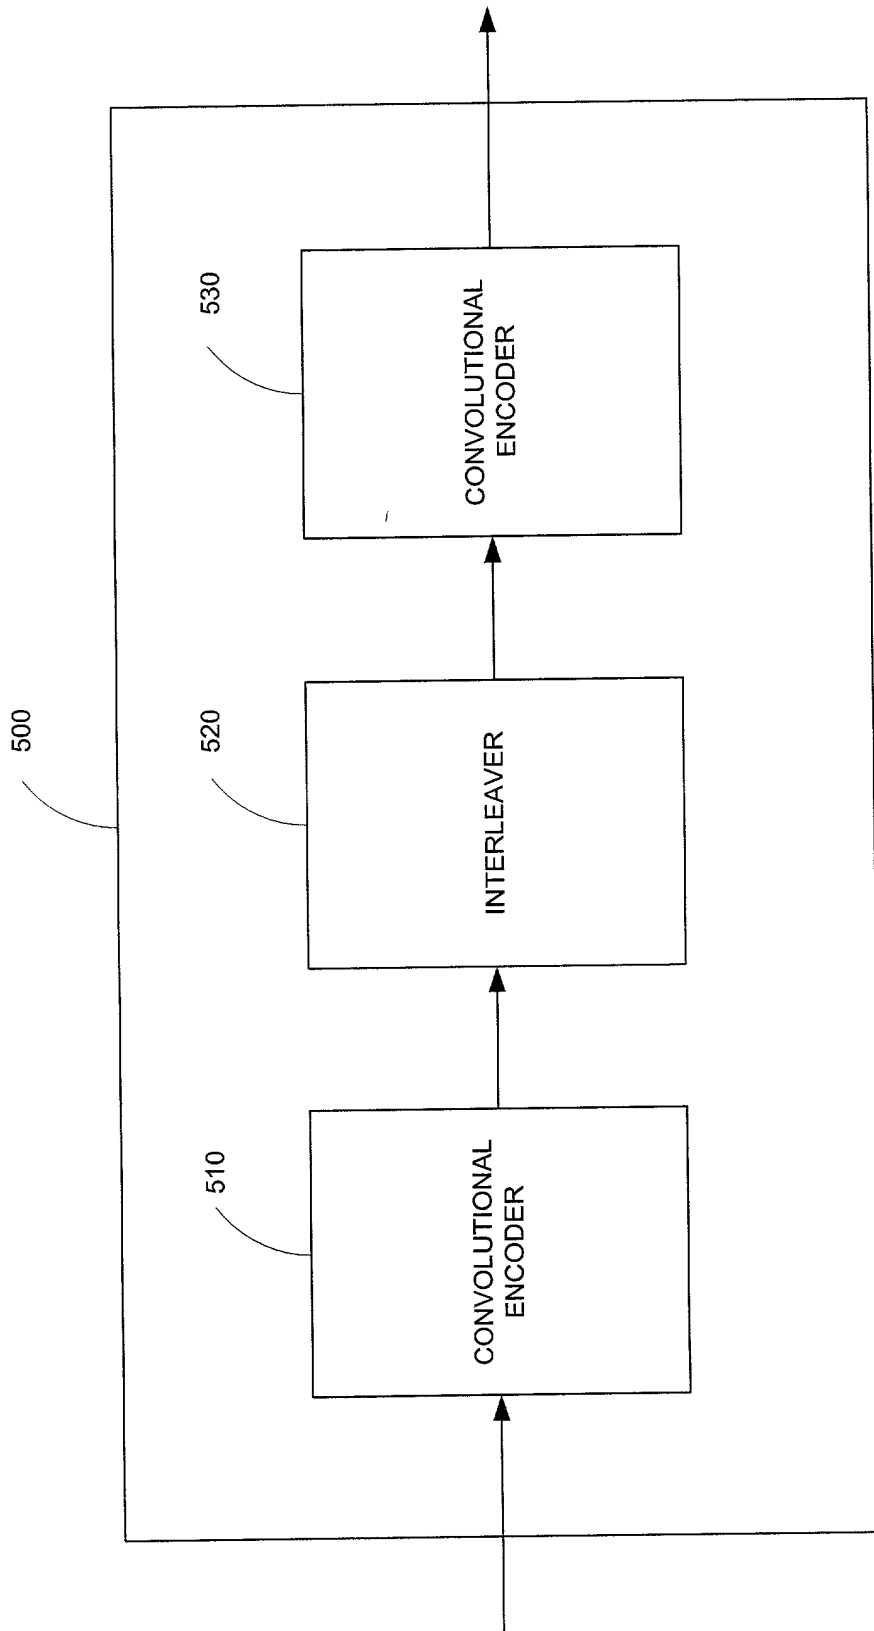 500
510
520
530
CONVOLUTIONAL
ENCODER
INTERLEAVER
CONVOLUTIONAL
ENCODER